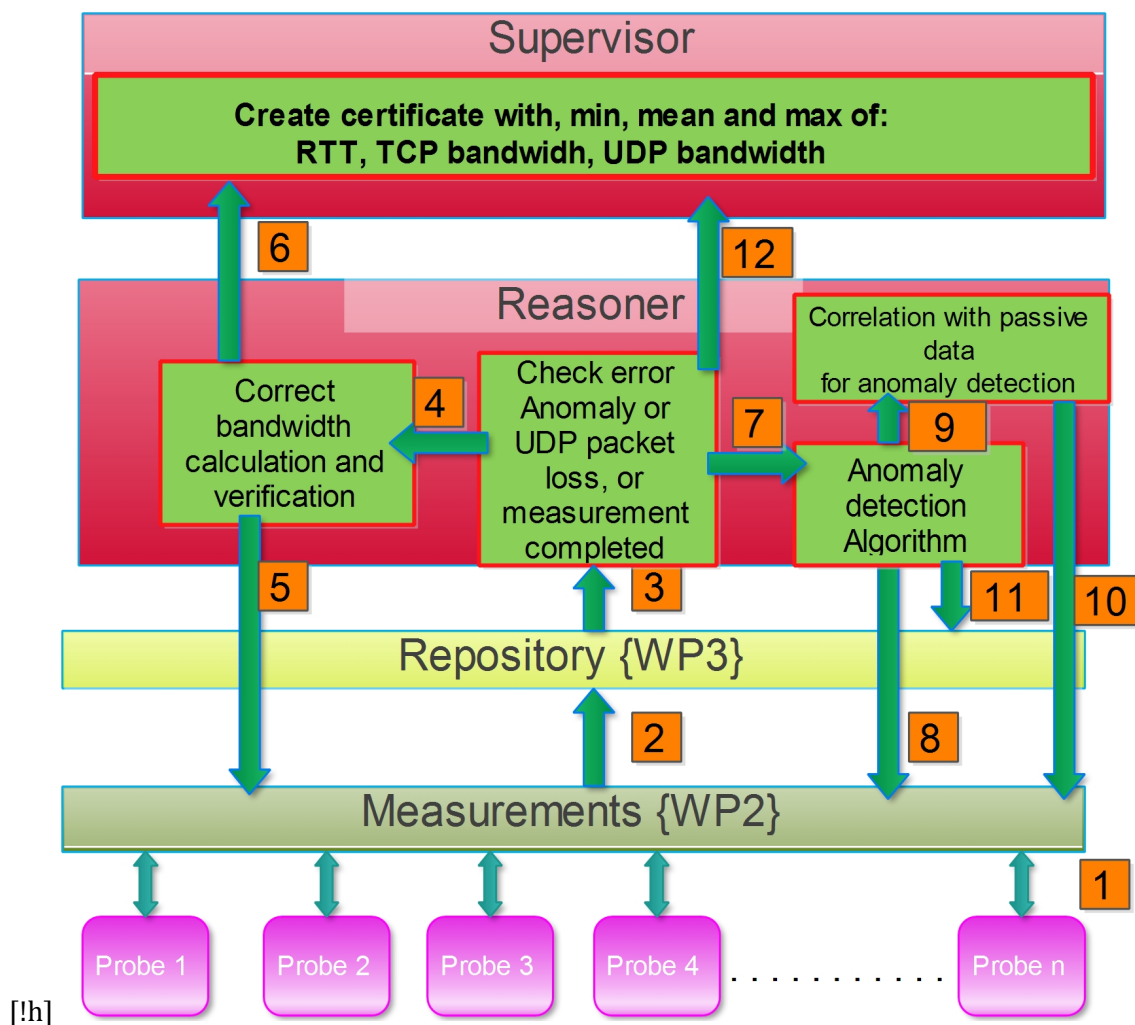 Supervisor
Create certificate with, min, mean and max of:
RTT, TCP bandwidh, UDP bandwidth
6
12
Reasoner
Correlation with passive
data
for anomaly detection
Correct
bandwidth
calculation and
verification
4
Check error
Anomaly or
UDP packet
loss, or
measurement
completed
7
9
Anomaly
detection
Algorithm
5
3
11
10
Repository {WP3}
2
8
Measurements {WP2}
1
Probe 1
Probe 2
Probe 3
Probe 4
. . . . . . . . . . .
Probe n
[!h]